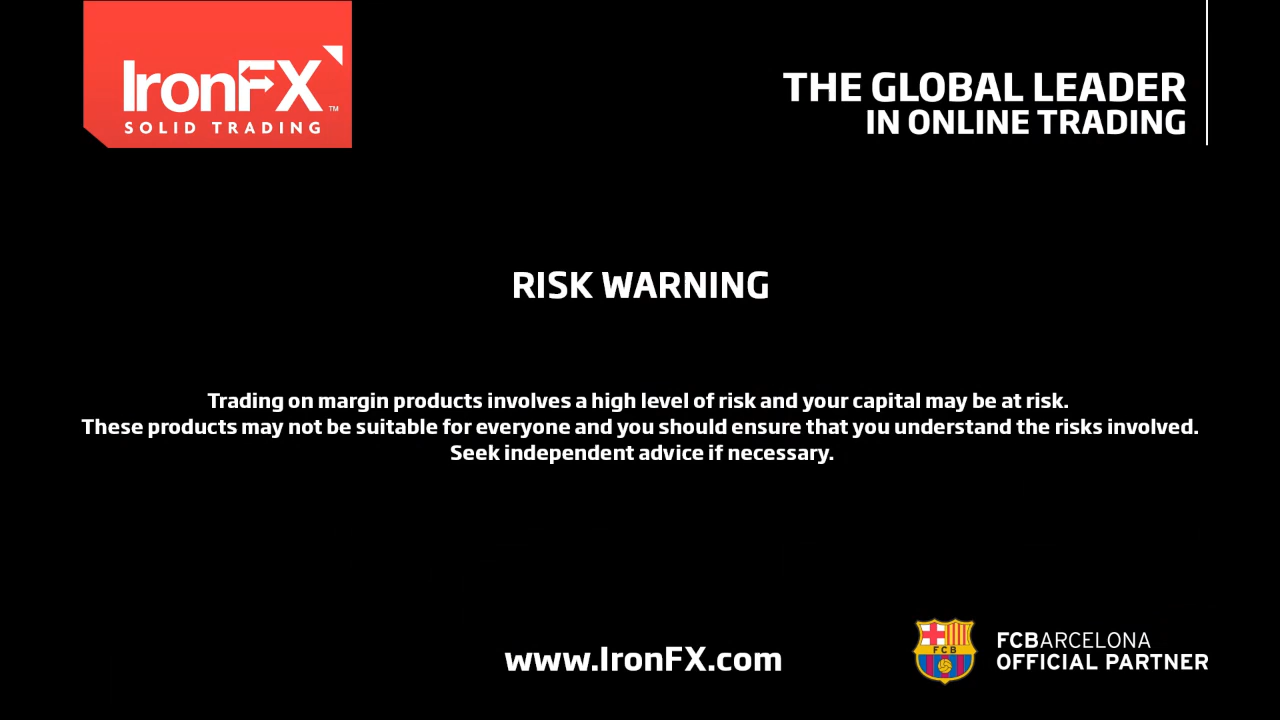 IronFX™
SOLID TRADING
THE GLOBAL LEADER
IN ONLINE TRADING
RISK WARNING
Trading on margin products involves a high level of risk and your capital may be at risk.
These products may not be suitable for everyone and you should ensure that you understand the risks involved.
Seek independent advice if necessary.
www.IronFX.com
FCB
FCBARCELONA
OFFICIAL PARTNER